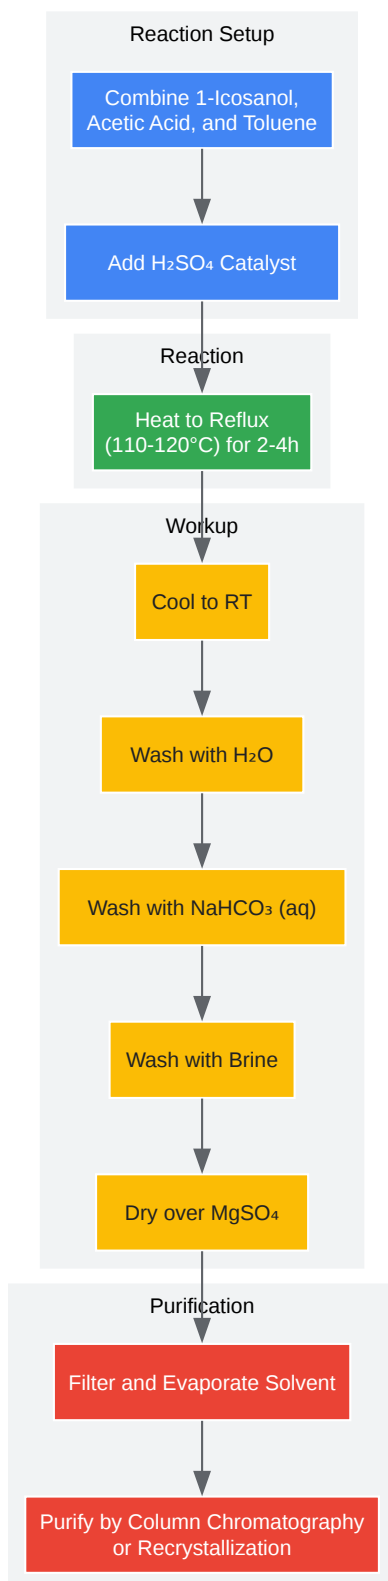 Reaction Setup
Combine 1-Icosanol,
Acetic Acid, and Toluene
Add H₂SO₄ Catalyst
Reaction
Heat to Reflux
(110-120°C) for 2-4h
Workup
Cool to RT
Wash with H₂O
Wash with NaHCO₃ (aq)
Wash with Brine
Dry over MgSO₄
Purification
Filter and Evaporate Solvent
Purify by Column Chromatography
or Recrystallization